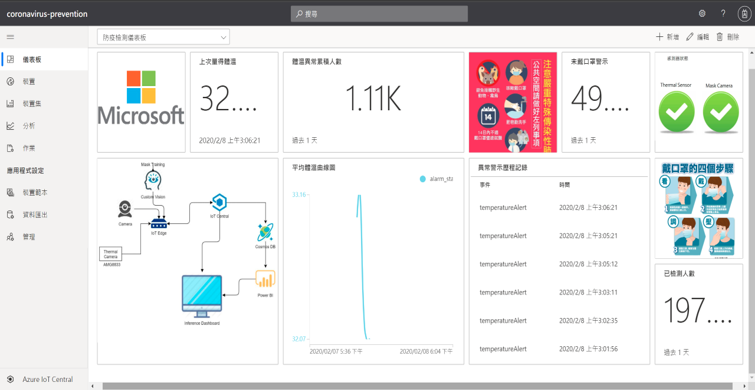 coronavirus-prevention
搜尋
?
防疫檢測儀表板
新增
編輯
刪除
儀表板
裝置
裝置集
分析
作業
應用程式設定
裝置範本
資料匯出
管理
Azure IoT Central
Microsoft
上次量得體溫
32....
2020/2/8 上午3:06:21
體溫異常累積人數
1.11K
過去 1 天
注意嚴重特殊傳染性肺
公共空間請做好左列事項
14
未戴口罩警示
49....
過去 1 天
Thermal Sensor
Mask Camera
Mask Training
Custom Vision
Camera
IoT Edge
IoT Central
Cosmos DB
Thermal
Camera
AMG8833
Power BI
Inference Dashboard
平均體溫曲線圖
alarm_stv
33.16
32.07
2020/02/07 5:36 下午
2020/02/08 6:04 下午
異常警示歷程記錄
事件
時間
temperatureAlert
2020/2/8 上午3:06:21
temperatureAlert
2020/2/8 上午3:05:21
temperatureAlert
2020/2/8 上午3:05:12
temperatureAlert
2020/2/8 上午3:03:11
temperatureAlert
2020/2/8 上午3:02:35
temperatureAlert
2020/2/8 上午3:01:56
戴口罩的四個步驟
看
戴
調
已檢測人數
197....
過去 1 天